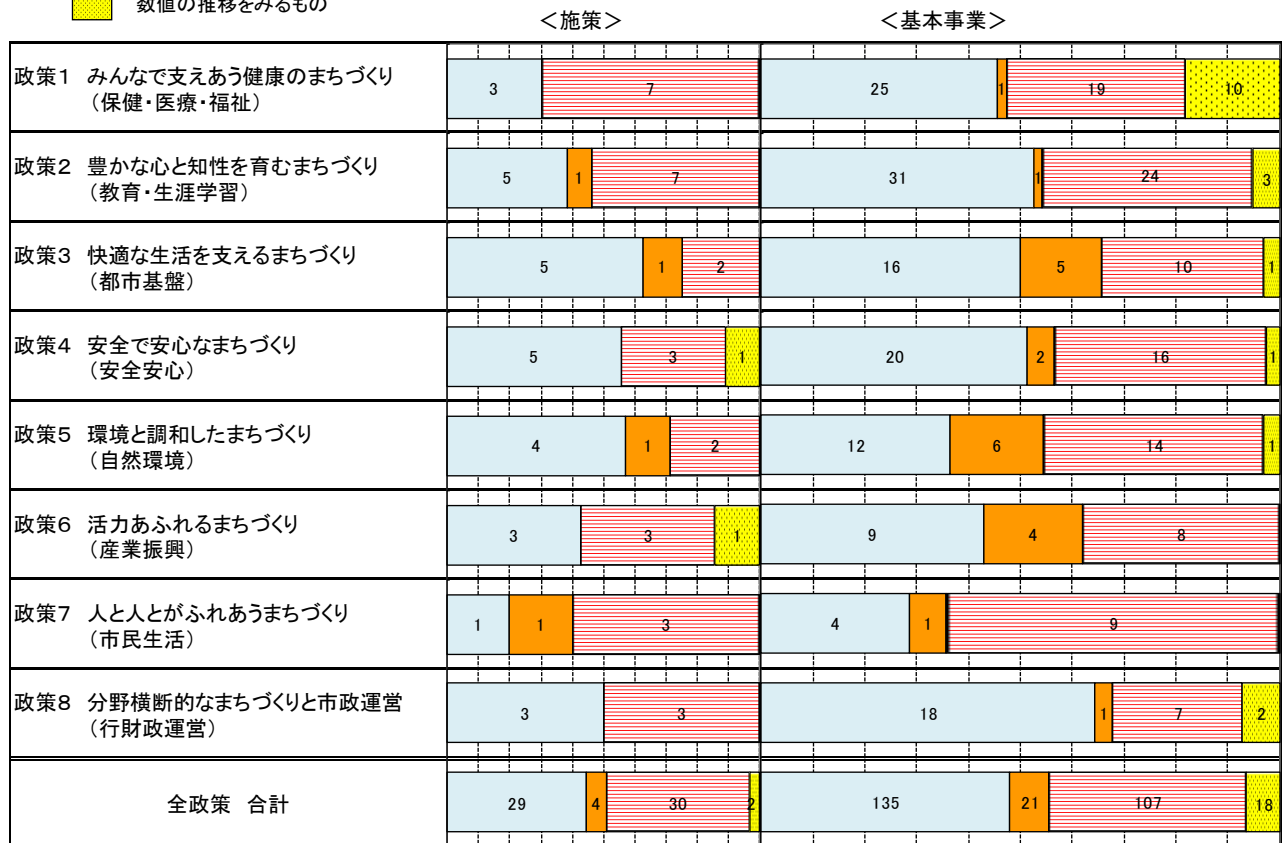 数値の推移をみるもの
＜施策＞ ＜基本事業＞
政策1 みんなで支えあう健康のまちづくり
（保健・医療・福祉）
3 7 25 1 19 10
政策2 豊かな心と知性を育むまちづくり
（教育・生涯学習）
5 1 7 31 1 24 3
政策3 快適な生活を支えるまちづくり
（都市基盤）
5 1 2 16 5 10 1
政策4 安全で安心なまちづくり
（安全安心）
5 3 1 20 2 16 1
政策5 環境と調和したまちづくり
（自然環境）
4 1 2 12 6 14 1
政策6 活力あふれるまちづくり
（産業振興）
3 3 1 9 4 8
政策7 人と人とがふれあうまちづくり
（市民生活）
1 1 3 4 1 9
政策8 分野横断的なまちづくりと市政運営
（行財政運営）
3 3 18 1 7 2
全政策 合計
29 4 30 2 135 21 107 18